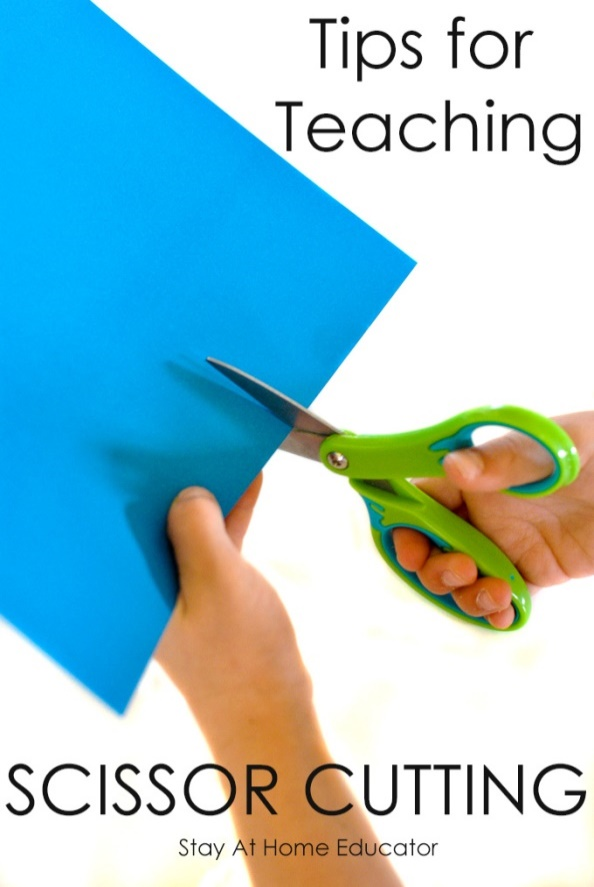 Tips for
Teaching
SCISSOR CUTTING
Stay At Home Educator